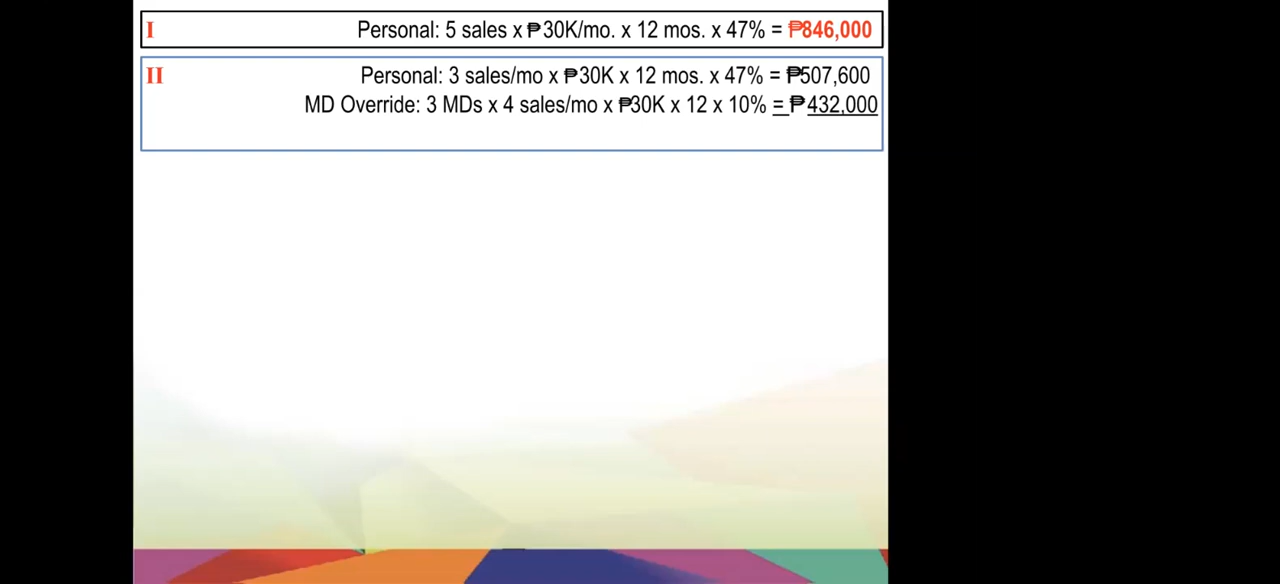 I Personal: 5 sales x ₱30K/mo. x 12 mos. x 47% = ₱846,000
II Personal: 3 sales/mo x ₱30K x 12 mos. x 47% = ₱507,600
MD Override: 3 MDs x 4 sales/mo x ₱30K x 12 x 10% = ₱432,000